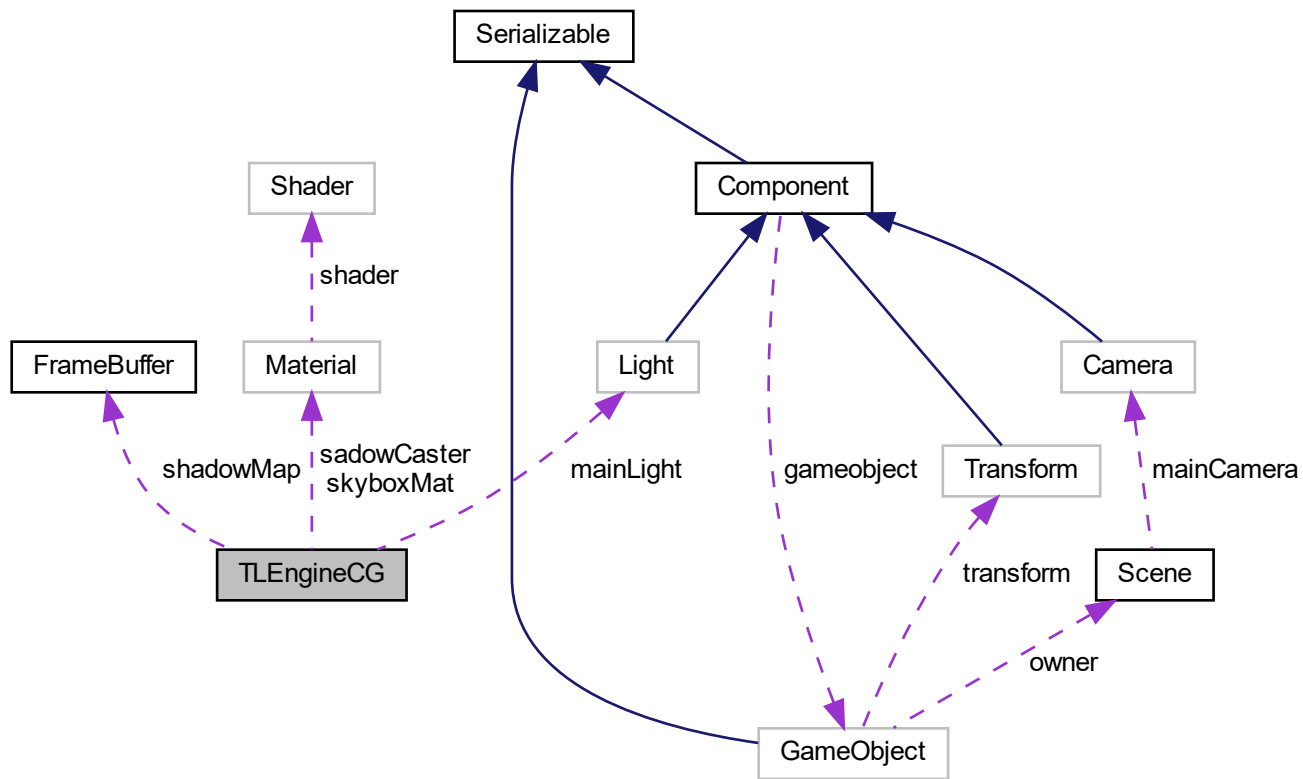 Serializable
Shader
Component
shader
FrameBuffer
Material
Light
Camera
shadowMap
sadowCaster
skyboxMat
mainLight
gameobject
Transform
mainCamera
TLEngineCG
transform
Scene
owner
GameObject